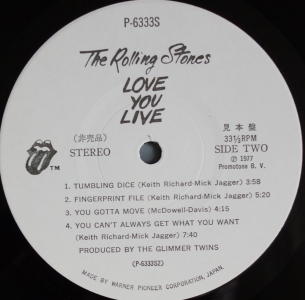 P-6333S
The Rolling Stones
LOVE
YOU
LIVE
(非売品)
STEREO
見本盤
33⅓RPM
SIDE TWO
Ⓟ 1977
Promotone B. V.
TM
1. TUMBLING DICE (Keith Richard-Mick Jagger) 3:58
2. FINGERPRINT FILE (Keith Richard-Mick Jagger) 5:20
3. YOU GOTTA MOVE (McDowell-Davis) 4:15
4. YOU CAN'T ALWAYS GET WHAT YOU WANT
(Keith Richard-Mick Jagger) 7:40
PRODUCED BY THE GLIMMER TWINS
(P-6333S2)
MADE BY WARNER PIONEER CORPORATION, JAPAN.